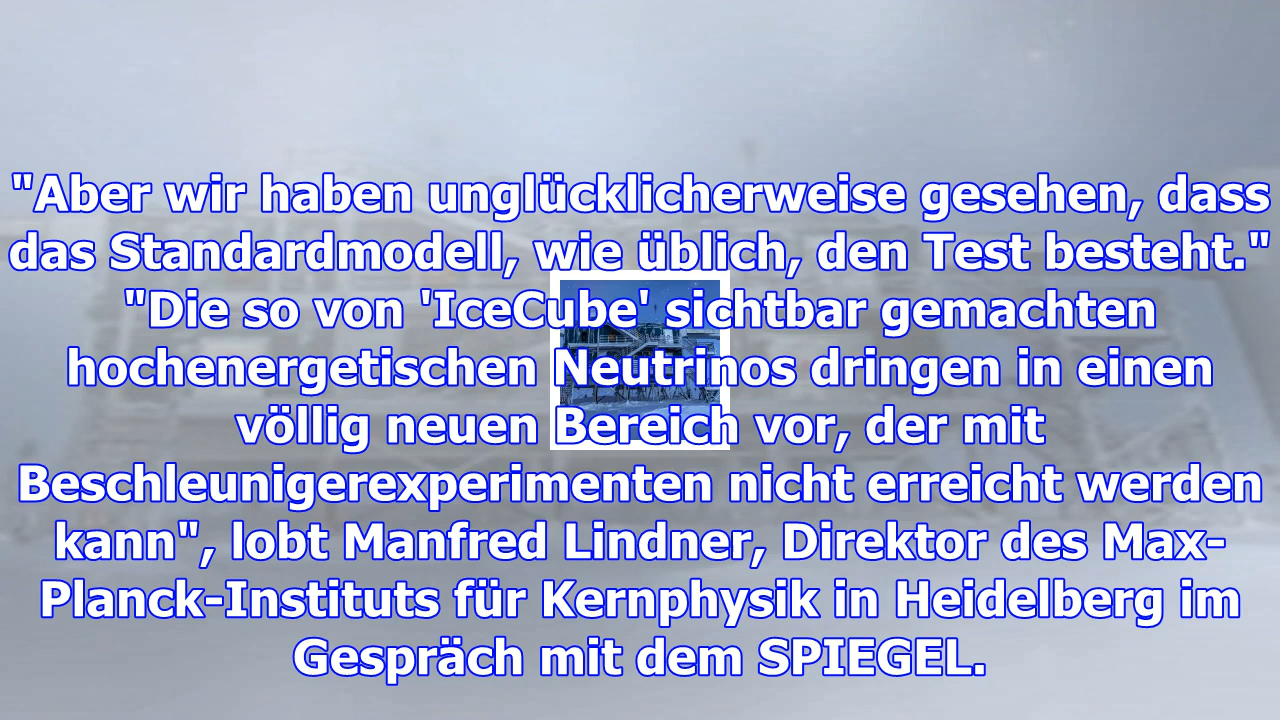 "Aber wir haben unglücklicherweise gesehen, dass
das Standardmodell, wie üblich, den Test besteht."
"Die so von 'IceCube' sichtbar gemachten
hochenergetischen Neutrinos dringen in einen
völlig neuen Bereich vor, der mit
Beschleunigerexperimenten nicht erreicht werden
kann", lobt Manfred Lindner, Direktor des Max-
Planck-Instituts für Kernphysik in Heidelberg im
Gespräch mit dem SPIEGEL.